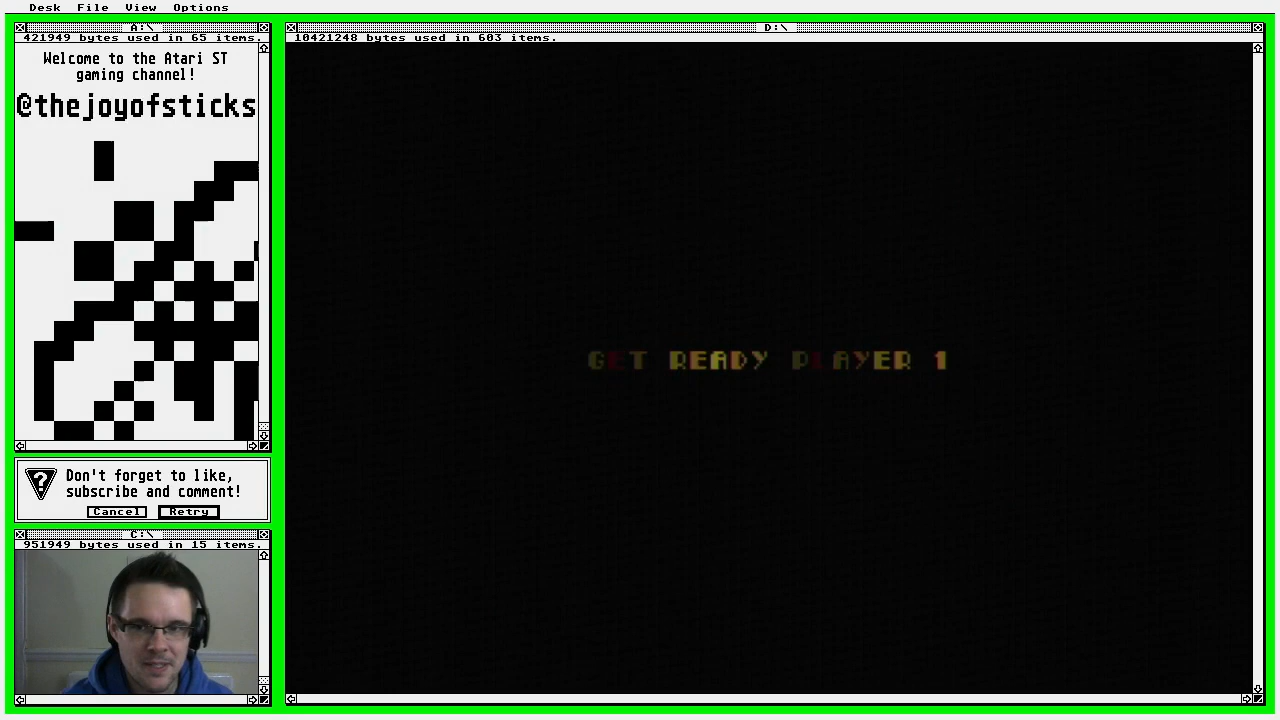 Desk File View Options
A:\
421949 bytes used in 65 items.
Welcome to the Atari ST
gaming channel!
@thejoyofsticks
Don't forget to like,
subscribe and comment!
Cancel Retry
C:\
951949 bytes used in 15 items.
D:\
10421248 bytes used in 603 items.
GET READY PLAYER 1